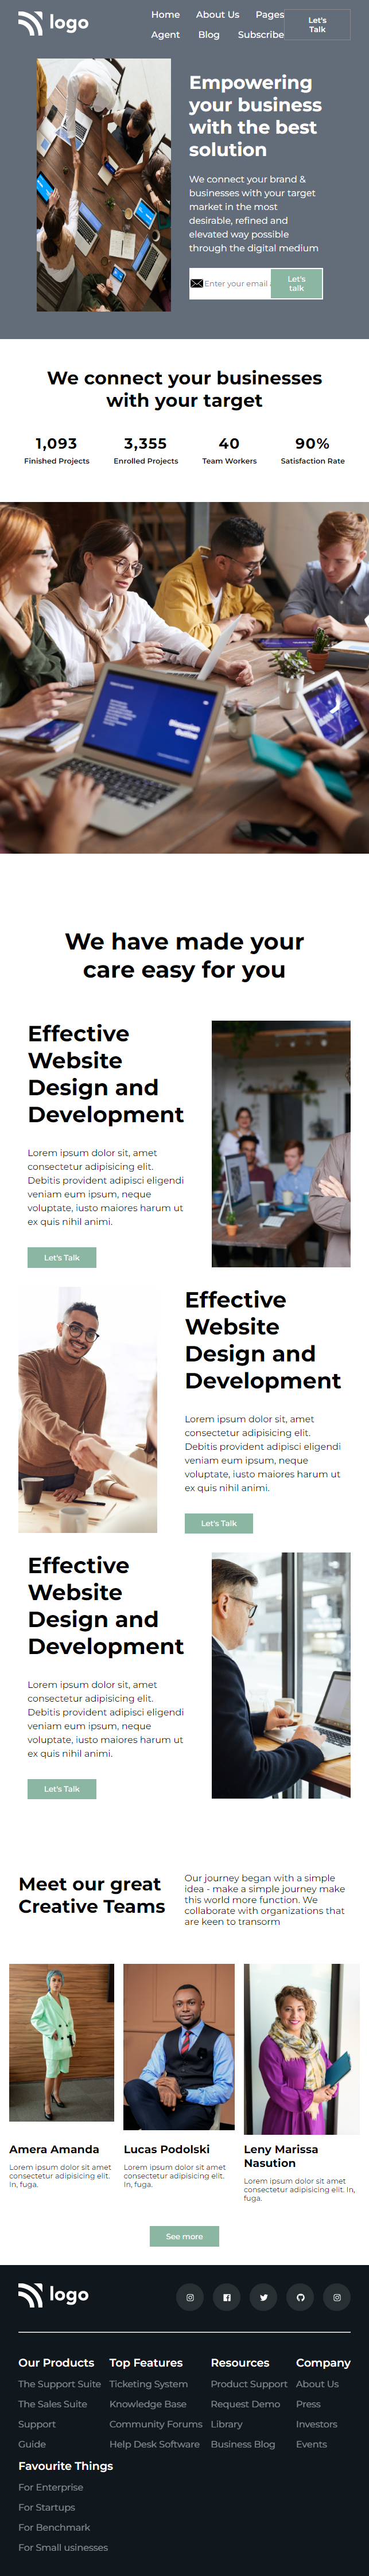 logo
Home About Us Pages
Agent Blog Subscribe
Let's
Talk
Empowering
your business
with the best
solution
We connect your brand &
businesses with your target
market in the most
desirable, refined and
elevated way possible
through the digital medium
Enter your email
Let's
talk
We connect your businesses
with your target
1,093 3,355 40 90%
Finished Projects Enrolled Projects Team Workers Satisfaction Rate
We have made your
care easy for you
Effective
Website
Design and
Development
Lorem ipsum dolor sit, amet
consectetur adipisicing elit.
Debitis provident adipisci eligendi
veniam eum ipsum, neque
voluptate, iusto maiores harum ut
ex quis nihil animi.
Let's Talk
Effective
Website
Design and
Development
Lorem ipsum dolor sit, amet
consectetur adipisicing elit.
Debitis provident adipisci eligendi
veniam eum ipsum, neque
voluptate, iusto maiores harum ut
ex quis nihil animi.
Let's Talk
Effective
Website
Design and
Development
Lorem ipsum dolor sit, amet
consectetur adipisicing elit.
Debitis provident adipisci eligendi
veniam eum ipsum, neque
voluptate, iusto maiores harum ut
ex quis nihil animi.
Let's Talk
Meet our great
Creative Teams
Our journey began with a simple
idea - make a simple journey make
this world more function. We
collaborate with organizations that
are keen to transorm
Amera Amanda
Lorem ipsum dolor sit amet
consectetur adipisicing elit.
In, fuga.
Lucas Podolski
Lorem ipsum dolor sit amet
consectetur adipisicing elit.
In, fuga.
Leny Marissa
Nasution
Lorem ipsum dolor sit amet
consectetur adipisicing elit. In,
fuga.
See more
logo
Our Products Top Features Resources Company
The Support Suite Ticketing System Product Support About Us
The Sales Suite Knowledge Base Request Demo Press
Support Community Forums Library Investors
Guide Help Desk Software Business Blog Events
Favourite Things
For Enterprise
For Startups
For Benchmark
For Small usinesses